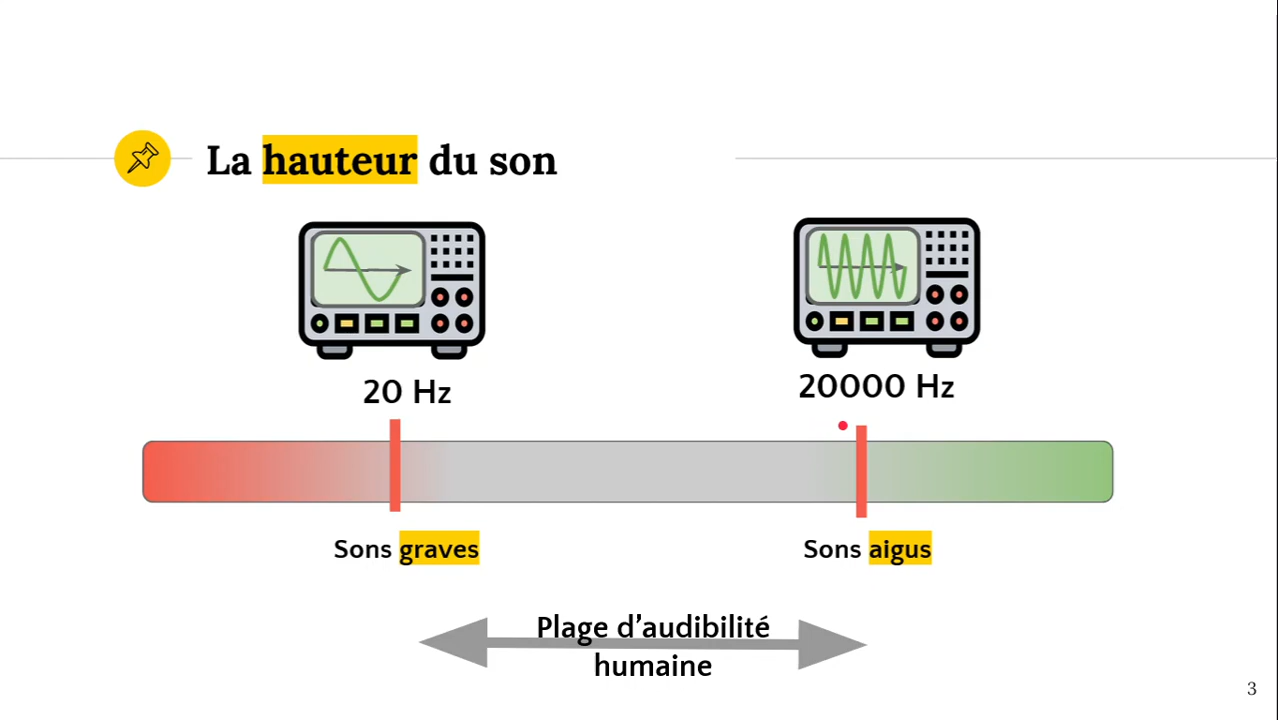 La hauteur du son
20 Hz
20000 Hz
Sons graves
Sons aigus
Plage d’audibilité
humaine
3